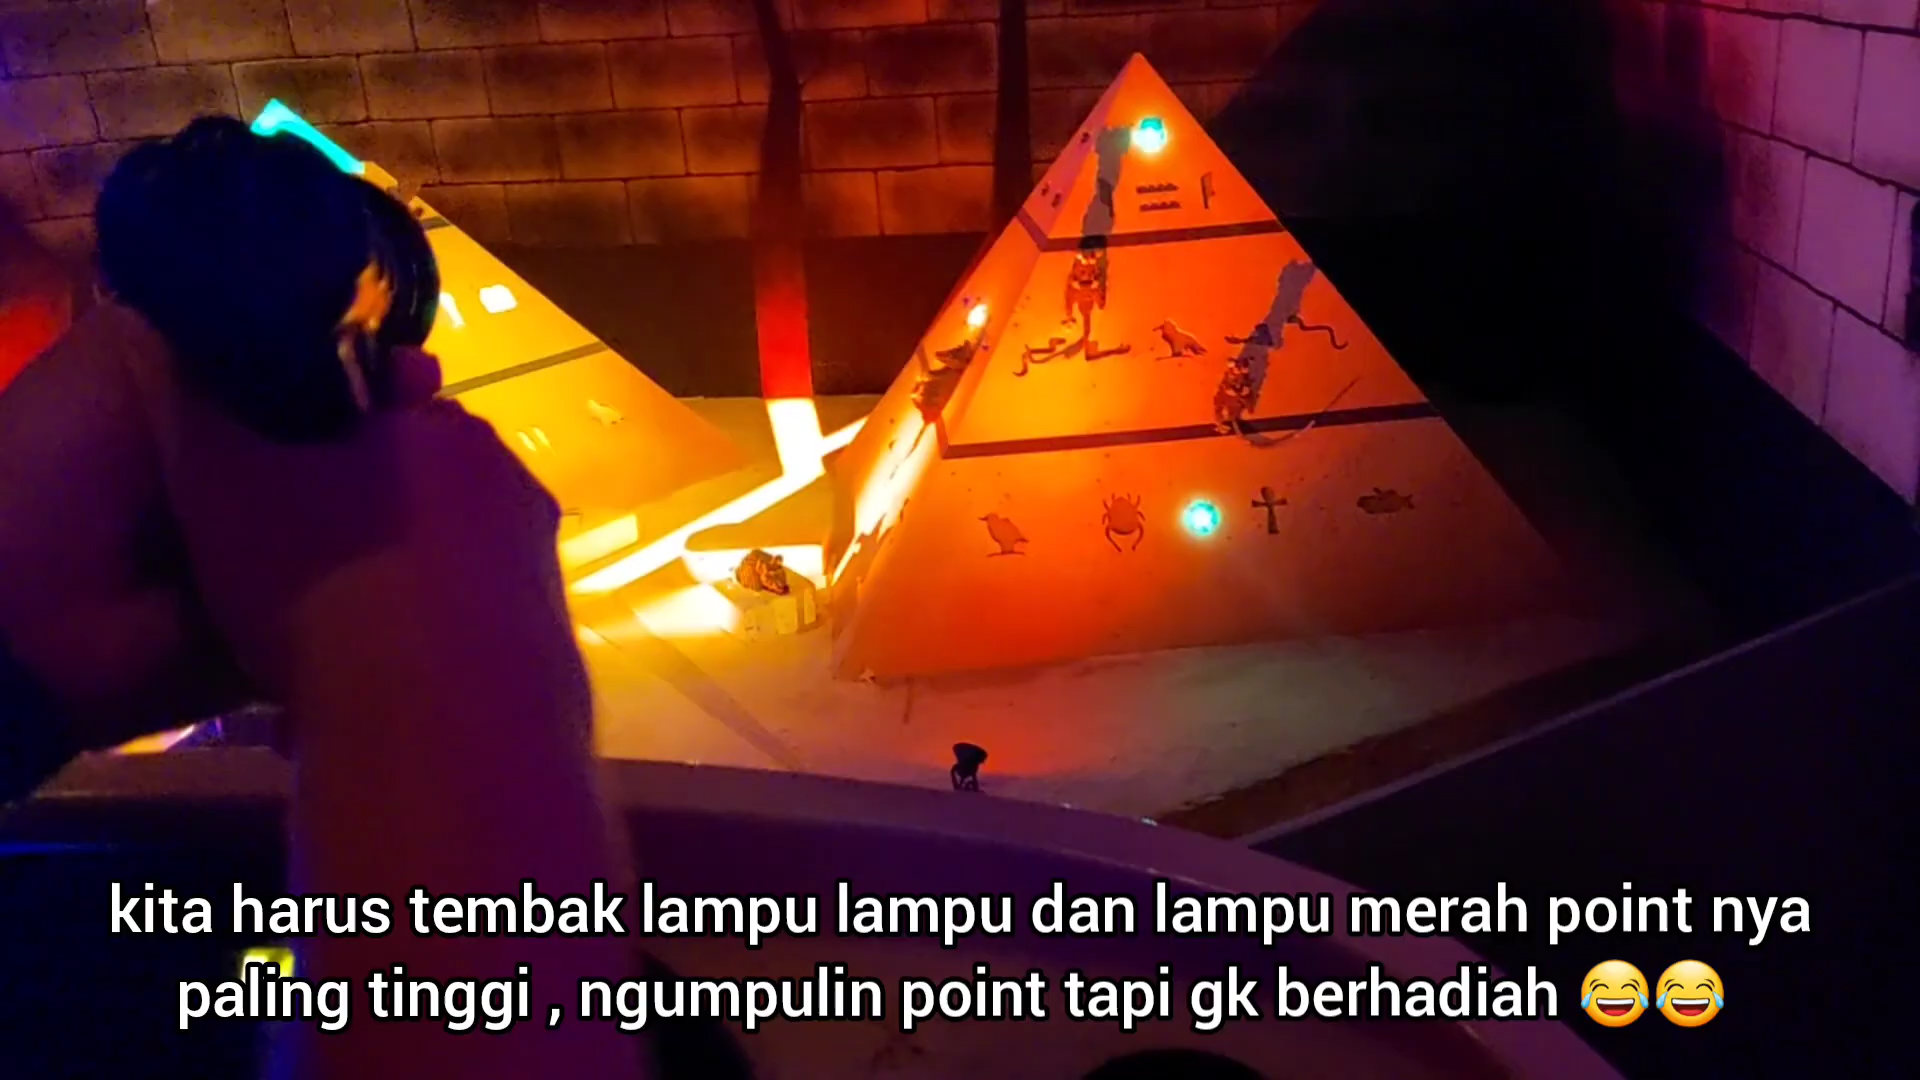 kita harus tembak lampu lampu dan lampu merah point nya
paling tinggi , ngumpulin point tapi gk berhadiah 😂😂